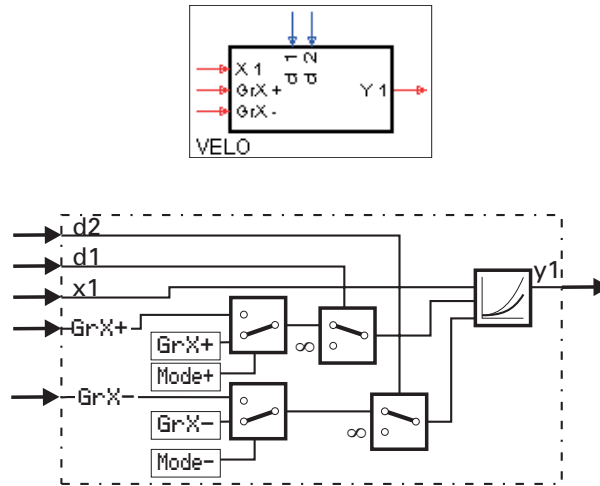 d 1
d 2
X 1
GrX +
GrX -
Y 1
VELO
d2
d1
x1
y1
GrX+
GrX+
∞
Mode+
GrX-
GrX-
∞
Mode-